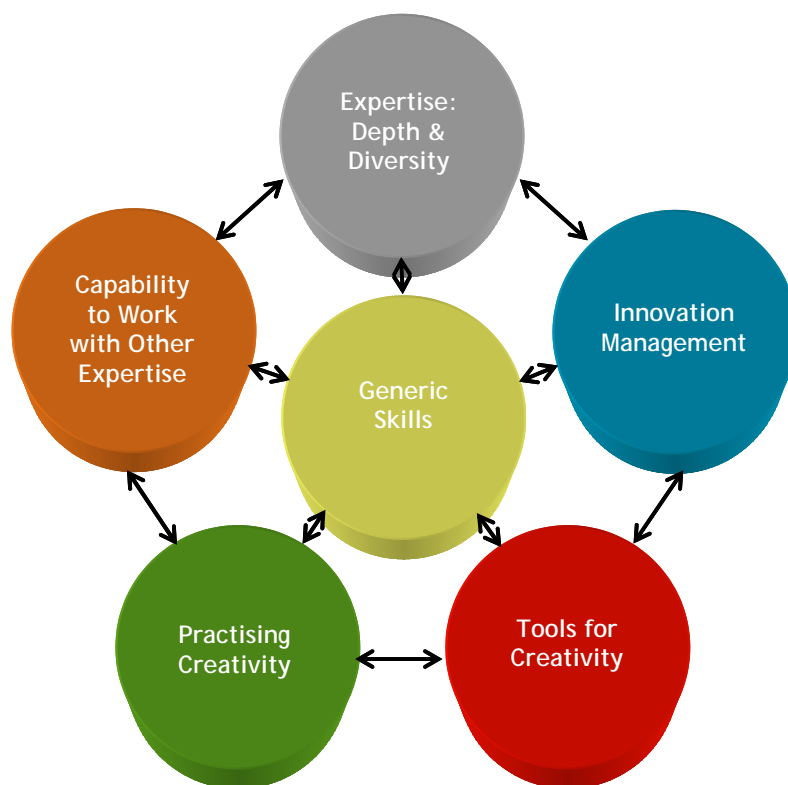 Expertise:
Depth &
Diversity
Capability
to Work
with Other
Expertise
Innovation
Management
Generic
Skills
Practising
Creativity
Tools for
Creativity